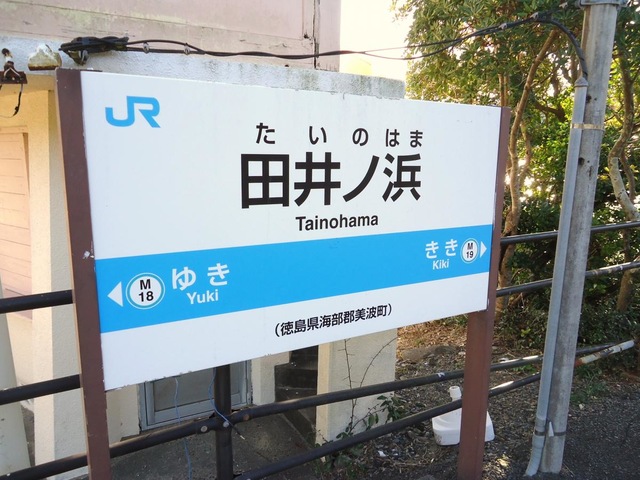 JR
たいのはま
田井ノ浜
Tainohama
M 18 ゆき
Yuki
きき M 19
Kiki
(徳島県海部郡美波町)